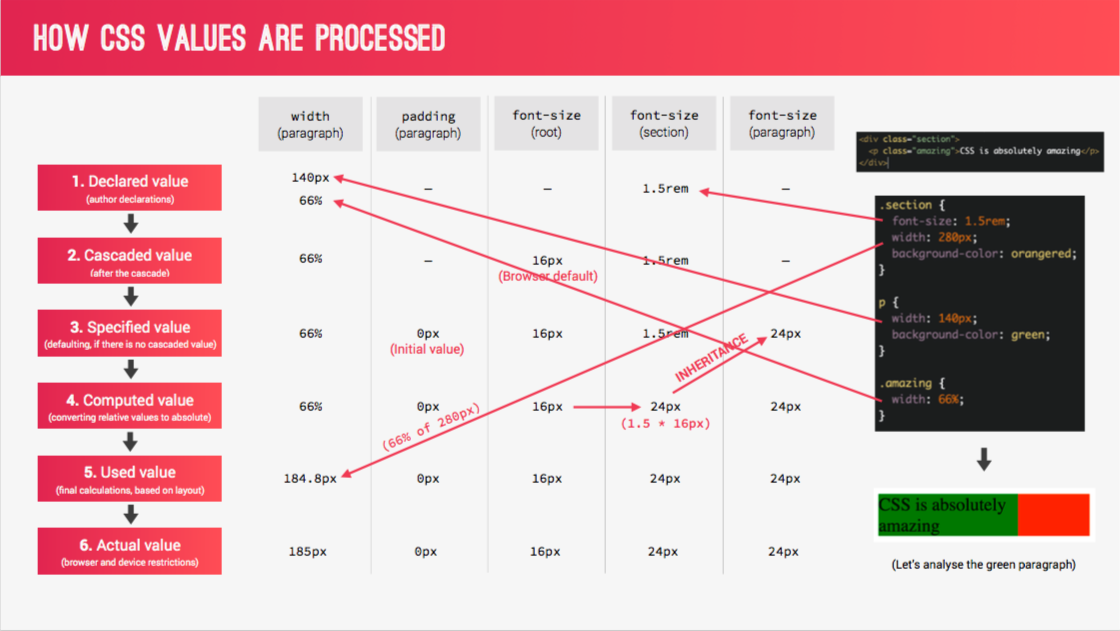 HOW CSS VALUES ARE PROCESSED
width
(paragraph)
padding
(paragraph)
font-size
(root)
font-size
(section)
font-size
(paragraph)
1. Declared value
(author declarations)
140px
66%
–
–
1.5rem
–
2. Cascaded value
(after the cascade)
66%
–
16px
(Browser default)
1.5rem
–
3. Specified value
(defaulting, if there is no cascaded value)
66%
0px
(Initial value)
16px
1.5rem
24px
INHERITANCE
4. Computed value
(converting relative values to absolute)
66%
0px
16px
24px
(1.5 * 16px)
24px
(66% of 280px)
5. Used value
(final calculations, based on layout)
184.8px
0px
16px
24px
24px
6. Actual value
(browser and device restrictions)
185px
0px
16px
24px
24px
<div class="section">
<p class="amazing">CSS is absolutely amazing</p>
</div>
.section {
font-size: 1.5rem;
width: 280px;
background-color: orangered;
}
p {
width: 140px;
background-color: green;
}
.amazing {
width: 66%;
}
CSS is absolutely
amazing
(Let's analyse the green paragraph)